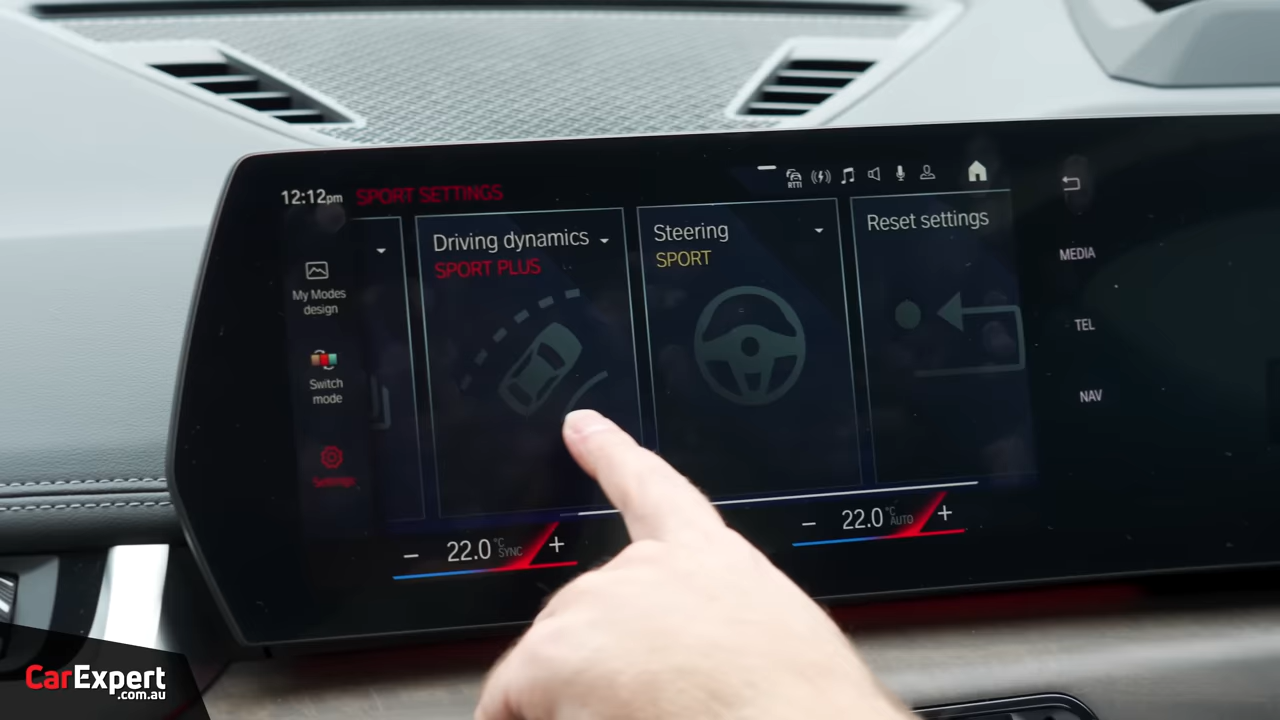 12:12pm SPORT SETTINGS
RTTI
My Modes
design
Switch
mode
Settings
Driving dynamics
SPORT PLUS
Steering
SPORT
Reset settings
MEDIA
TEL
NAV
− 22.0 °C SYNC +
− 22.0 °C AUTO +
CarExpert
.com.au